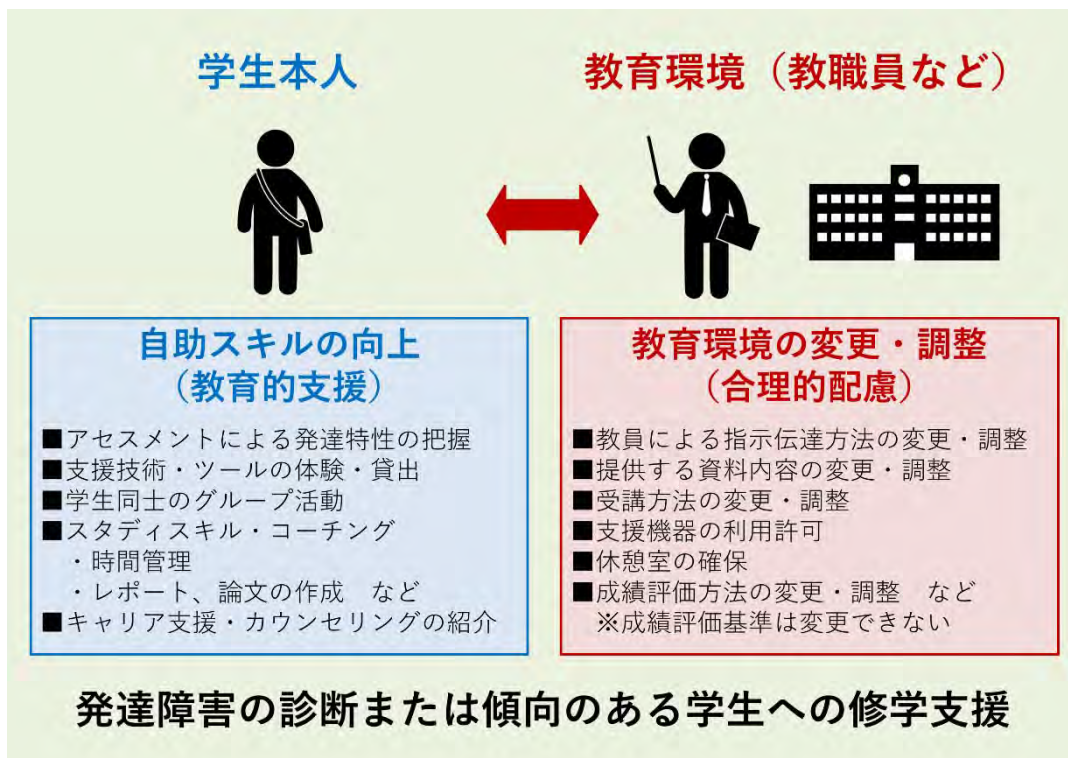 学生本人
教育環境（教職員など）
自助スキルの向上
（教育的支援）
■アセスメントによる発達特性の把握
■支援技術・ツールの体験・貸出
■学生同士のグループ活動
■スタディスキル・コーチング
・時間管理
・レポート、論文の作成　など
■キャリア支援・カウンセリングの紹介
教育環境の変更・調整
（合理的配慮）
■教員による指示伝達方法の変更・調整
■提供する資料内容の変更・調整
■受講方法の変更・調整
■支援機器の利用許可
■休憩室の確保
■成績評価方法の変更・調整　など
※成績評価基準は変更できない
発達障害の診断または傾向のある学生への修学支援